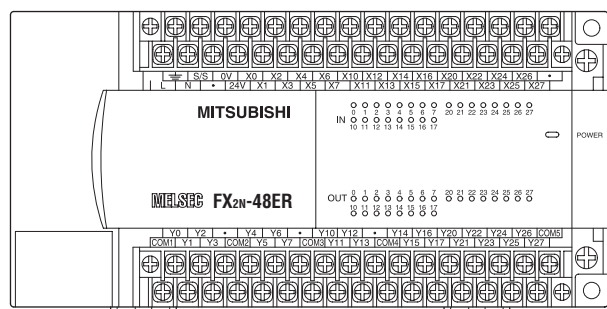 ⏚ S/S 0V X0 X2 X4 X6 X10 X12 X14 X16 X20 X22 X24 X26 •
L N • 24V X1 X3 X5 X7 X11 X13 X15 X17 X21 X23 X25 X27
MITSUBISHI
IN 0 1 2 3 4 5 6 7 20 21 22 23 24 25 26 27
10 11 12 13 14 15 16 17
POWER
MELSEC FX2N-48ER
OUT 0 1 2 3 4 5 6 7 20 21 22 23 24 25 26 27
10 11 12 13 14 15 16 17
Y0 Y2 • Y4 Y6 • Y10 Y12 • Y14 Y16 Y20 Y22 Y24 Y26 COM5
COM1 Y1 Y3 COM2 Y5 Y7 COM3 Y11 Y13 COM4 Y15 Y17 Y21 Y23 Y25 Y27